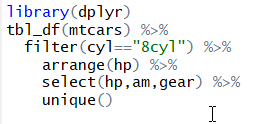 library(dplyr)
tbl_df(mtcars) %>%
  filter(cyl=="8cyl") %>%
    arrange(hp) %>%
    select(hp,am,gear) %>%
    unique()